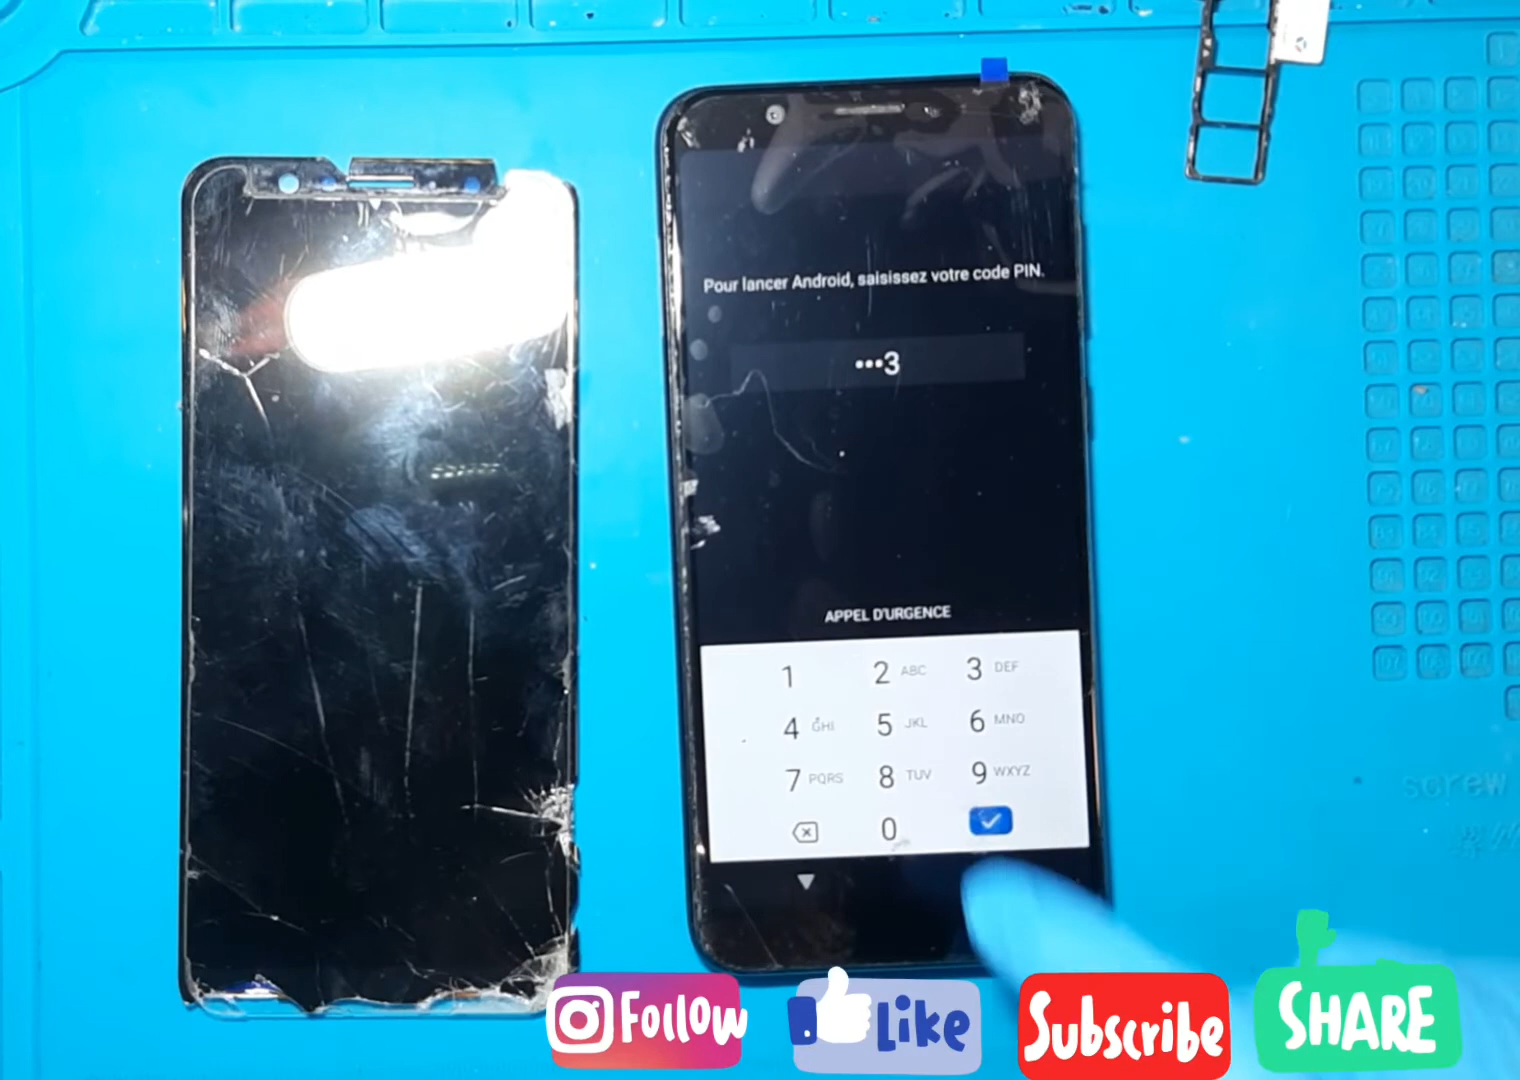 Pour lancer Android, saisissez votre code PIN.
•••3
APPEL D'URGENCE
1
2 ABC
3 DEF
4 GHI
5 JKL
6 MNO
7 PQRS
8 TUV
9 WXYZ
0
screw
Follow
Like
Subscribe
SHARE